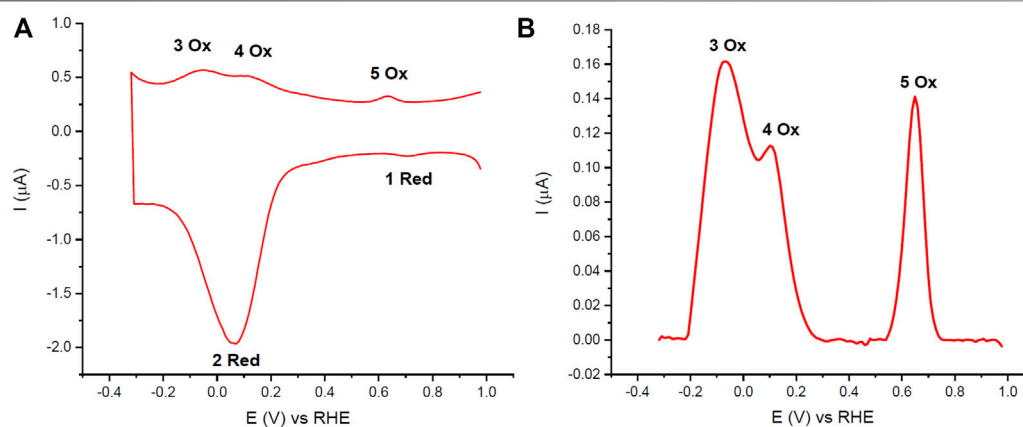 A
1.0
0.5
0.0
-0.5
-1.0
-1.5
-2.0
I (μA)
3 Ox
4 Ox
5 Ox
1 Red
2 Red
-0.4 -0.2 0.0 0.2 0.4 0.6 0.8 1.0
E (V) vs RHE
B
0.18
0.16
0.14
0.12
0.10
0.08
0.06
0.04
0.02
0.00
-0.02
I (μA)
3 Ox
4 Ox
5 Ox
-0.4 -0.2 0.0 0.2 0.4 0.6 0.8 1.0
E (V) vs RHE